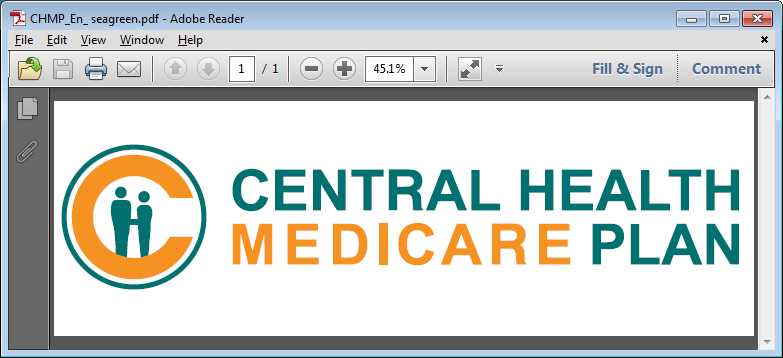 CHMP_En_ seagreen.pdf - Adobe Reader
File Edit View Window Help
1 / 1 45.1% Fill & Sign Comment
CENTRAL HEALTH
MEDICARE PLAN